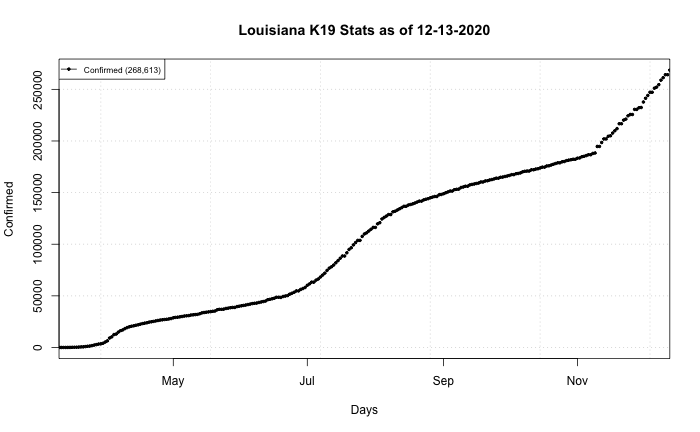 Louisiana K19 Stats as of 12-13-2020
Confirmed (268,613)
250000
200000
150000
100000
50000
0
Confirmed
May Jul Sep Nov
Days